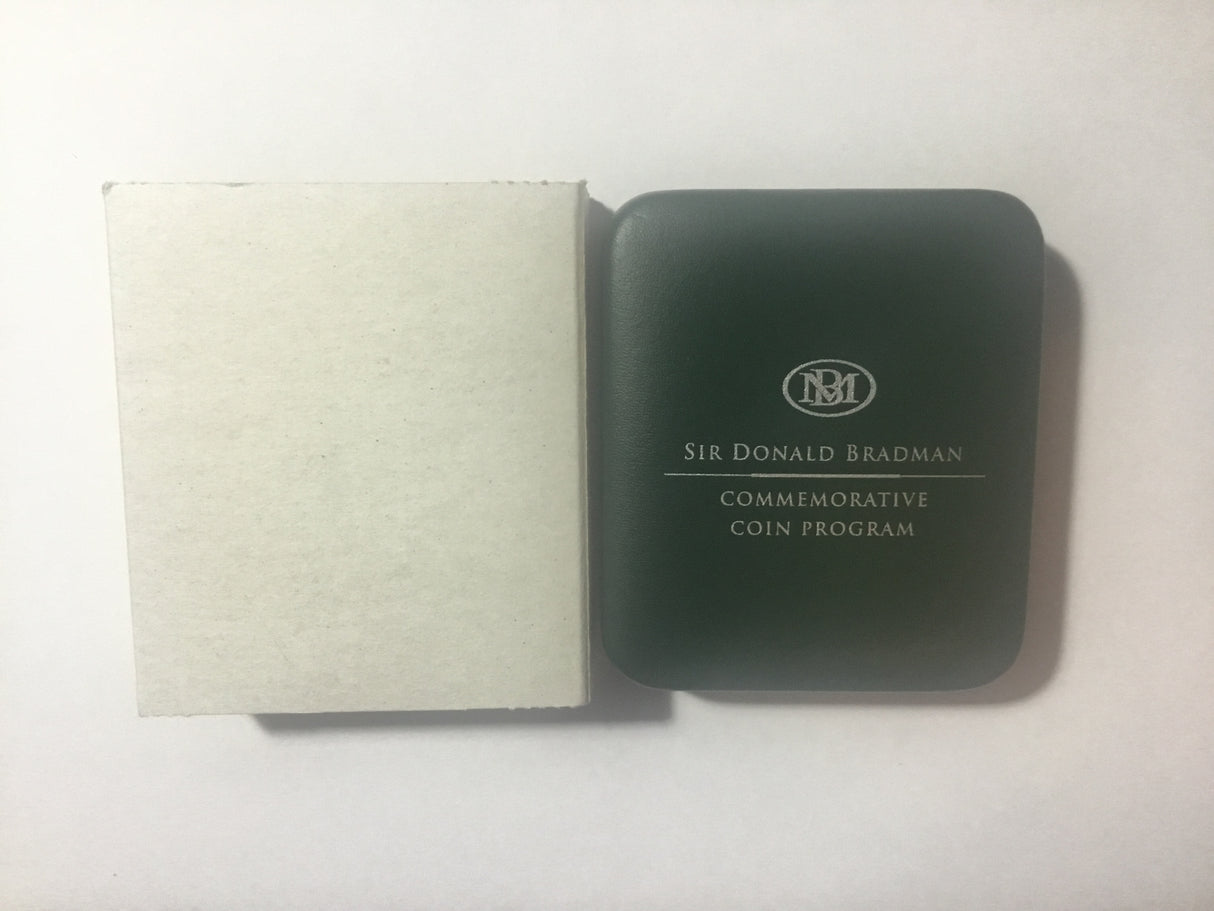 Sir Donald Bradman
Commemorative
Coin Program